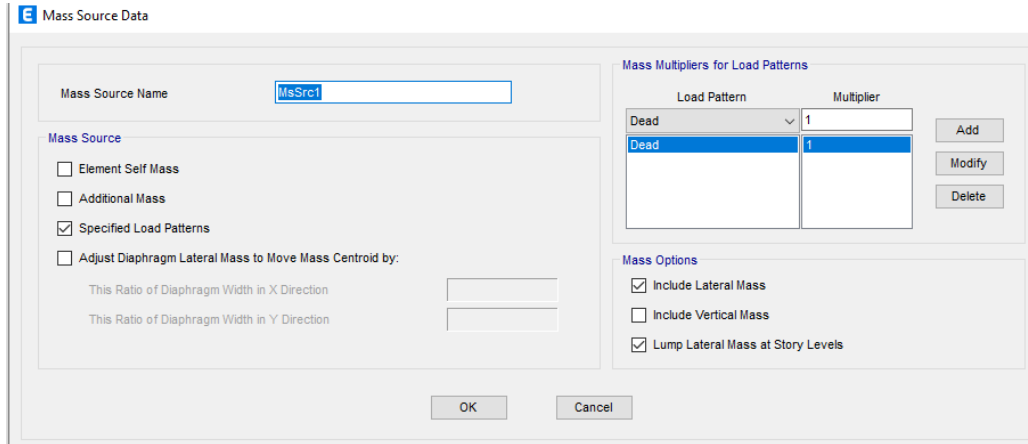 E Mass Source Data
Mass Source Name MsSrc1
Mass Source
Element Self Mass
Additional Mass
Specified Load Patterns
Adjust Diaphragm Lateral Mass to Move Mass Centroid by:
This Ratio of Diaphragm Width in X Direction
This Ratio of Diaphragm Width in Y Direction
Mass Multipliers for Load Patterns
Load Pattern Multiplier
Dead 1
Dead 1
Add
Modify
Delete
Mass Options
Include Lateral Mass
Include Vertical Mass
Lump Lateral Mass at Story Levels
OK Cancel